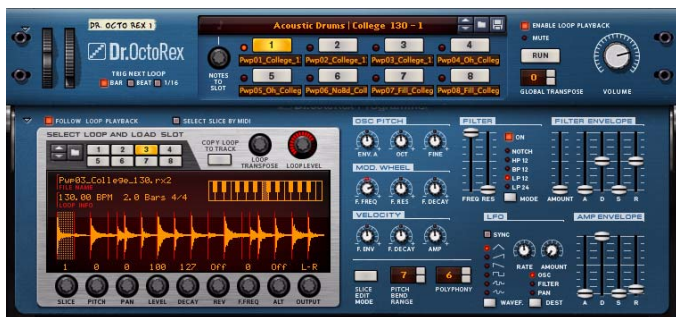 DR. OCTO REX 1
Acoustic Drums | College 130 - 1
ENABLE LOOP PLAYBACK
MUTE
Dr.OctoRex
1 2 3 4
Pwp01_College_1 Pwp02_College_1 Pwp03_College_1 Pwp04_Oh_Colleg
RUN
TRIG NEXT LOOP
BAR BEAT 1/16
NOTES TO SLOT
5 6 7 8
Pwp05_Oh_Colleg Pwp06_No8d_Coll Pwp07_Fill_Colleg Pwp08_Fill_Colleg
0
GLOBAL TRANSPOSE
VOLUME
FOLLOW LOOP PLAYBACK
SELECT SLICE BY MIDI
SELECT LOOP AND LOAD SLOT
1 2 3 4
5 6 7 8
COPY LOOP TO TRACK
LOOP TRANSPOSE
LOOP LEVEL
Pwp03_College_130.rx2
FILE NAME
130.00 BPM 2.0 Bars 4/4
LOOP INFO
1 0 0 100 127 Off 0 Off L-R
SLICE PITCH PAN LEVEL DECAY REV F.FREQ ALT OUTPUT
OSC PITCH
ENV. A OCT FINE
MOD. WHEEL
F. FREQ F. RES F. DECAY
VELOCITY
F. ENV F. DECAY AMP
SLICE EDIT MODE
7
PITCH BEND RANGE
6
POLYPHONY
FILTER
ON
NOTCH
HP 12
BP 12
LP 12
LP 24
FREQ RES
MODE
FILTER ENVELOPE
AMOUNT A D S R
LFO
SYNC
RATE AMOUNT
OSC
FILTER
PAN
WAVEF.
DEST
AMP ENVELOPE
A D S R